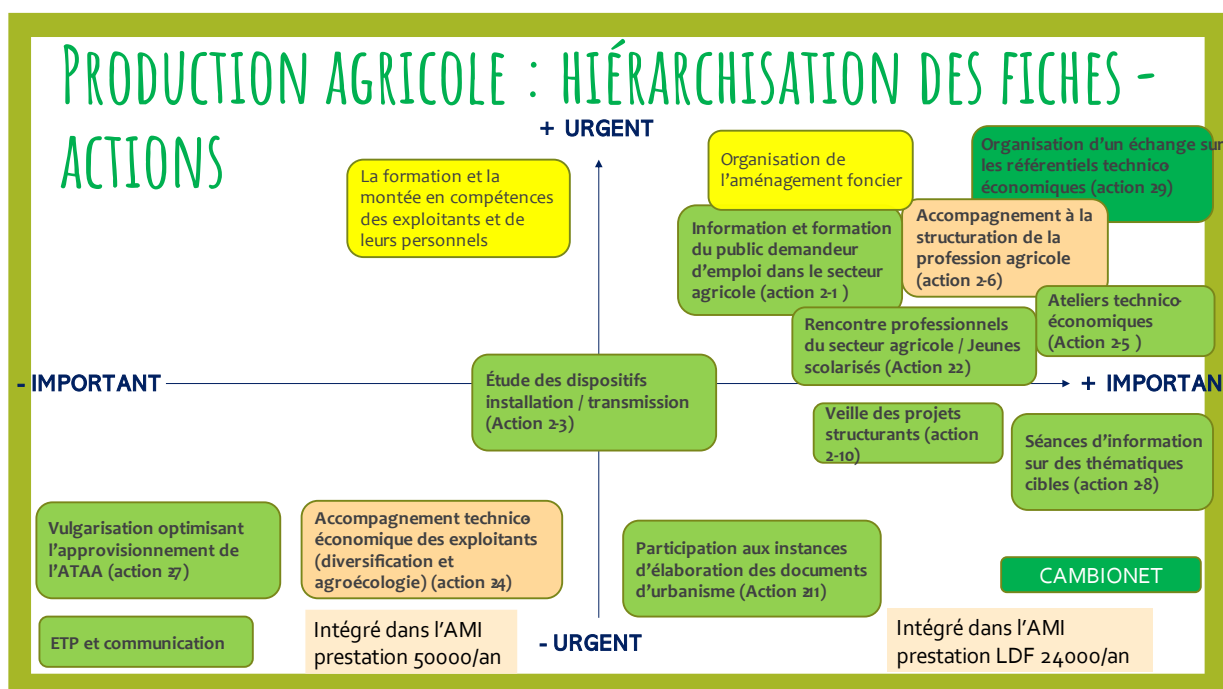 PRODUCTION AGRICOLE : HIÉRARCHISATION DES FICHES -
ACTIONS
+ URGENT
La formation et la
montée en compétences
des exploitants et de
leurs personnels
Organisation de
l’aménagement foncier
Organisation d’un échange sur
les référentiels technico
économiques (action 29)
Information et formation
du public demandeur
d’emploi dans le secteur
agricole (action 2-1 )
Accompagnement à la
structuration de la
profession agricole
(action 2-6)
Ateliers technico
économiques
(Action 2-5 )
Rencontre professionnels
du secteur agricole / Jeunes
scolarisés (Action 22)
- IMPORTANT
+ IMPORTAN
Étude des dispositifs
installation / transmission
(Action 2-3)
Veille des projets
structurants (action
2-10)
Séances d’information
sur des thématiques
cibles (action 28)
Vulgarisation optimisant
l’approvisionnement de
l’ATAA (action 27)
Accompagnement technico
économique des exploitants
(diversification et
agroécologie) (action 24)
Participation aux instances
d’élaboration des documents
d’urbanisme (Action 211)
CAMBIONET
ETP et communication
Intégré dans l’AMI
prestation 50000/an
- URGENT
Intégré dans l’AMI
prestation LDF 24000/an